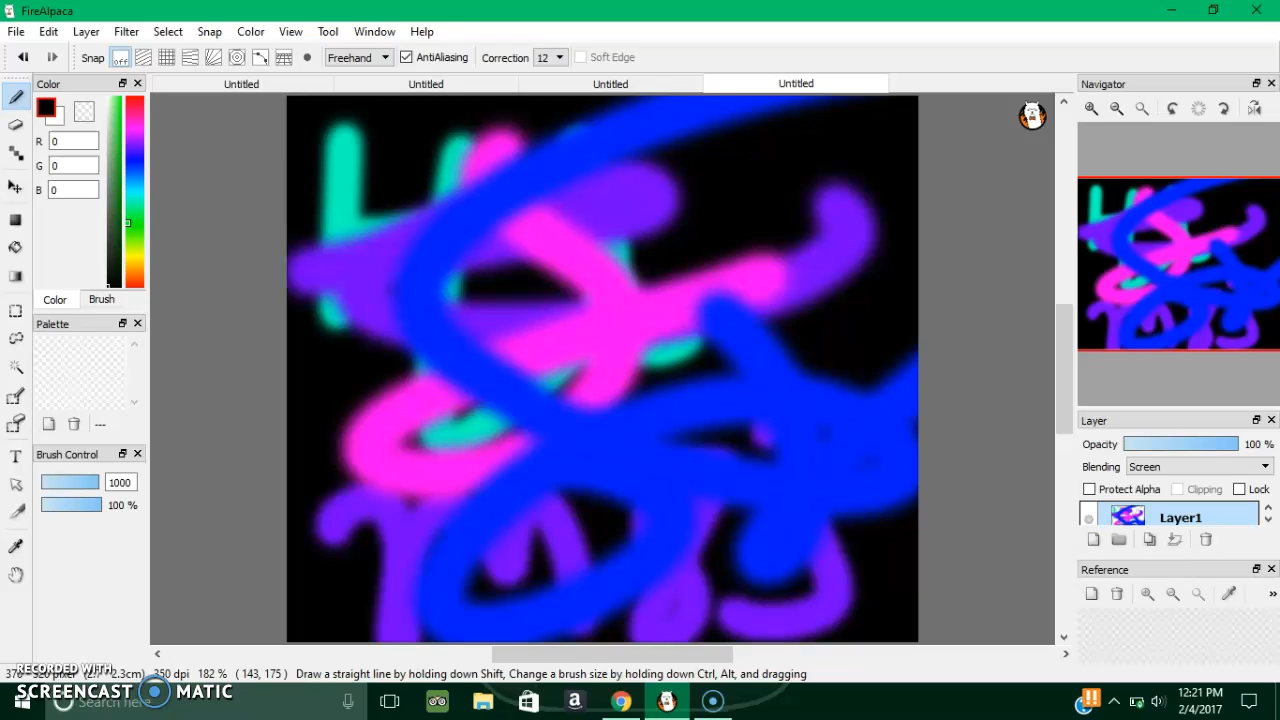 FireAlpaca
File Edit Layer Filter Select Snap Color View Tool Window Help
Snap off Freehand AntiAliasing Correction 12 Soft Edge
Color Untitled Untitled Untitled Untitled Navigator
R 0
G 0
B 0
Color Brush
Palette
---
Brush Control
1000
100 %
Layer
Opacity 100 %
Blending Screen
Protect Alpha Clipping Lock
Layer1
Reference
350 dpi 182 % ( 143, 175 ) Draw a straight line by holding down Shift, Change a brush size by holding down Ctrl, Alt, and dragging
RECORDED WITH
SCREENCAST MATIC
Search here
12:21 PM
2/4/2017